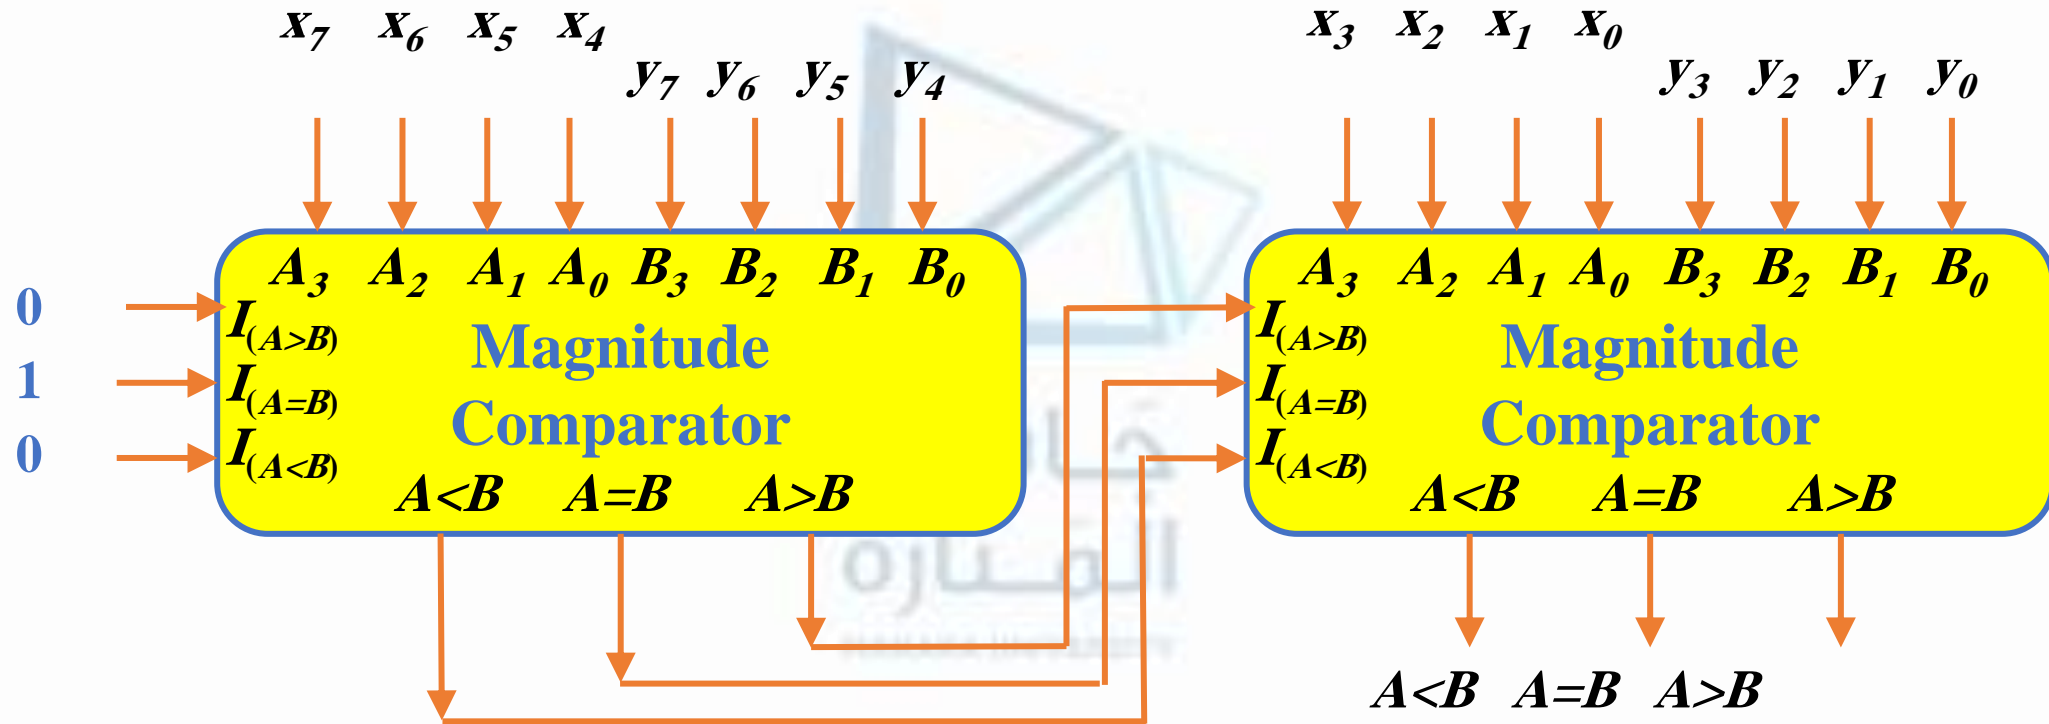 x₇ x₆ x₅ x₄
y₇ y₆ y₅ y₄
x₃ x₂ x₁ x₀
y₃ y₂ y₁ y₀
A₃ A₂ A₁ A₀ B₃ B₂ B₁ B₀
0
I(A>B)
1
I(A=B)
0
I(A<B)
Magnitude
Comparator
A<B A=B A>B
A₃ A₂ A₁ A₀ B₃ B₂ B₁ B₀
I(A>B)
I(A=B)
I(A<B)
Magnitude
Comparator
A<B A=B A>B
A<B A=B A>B
المنارة